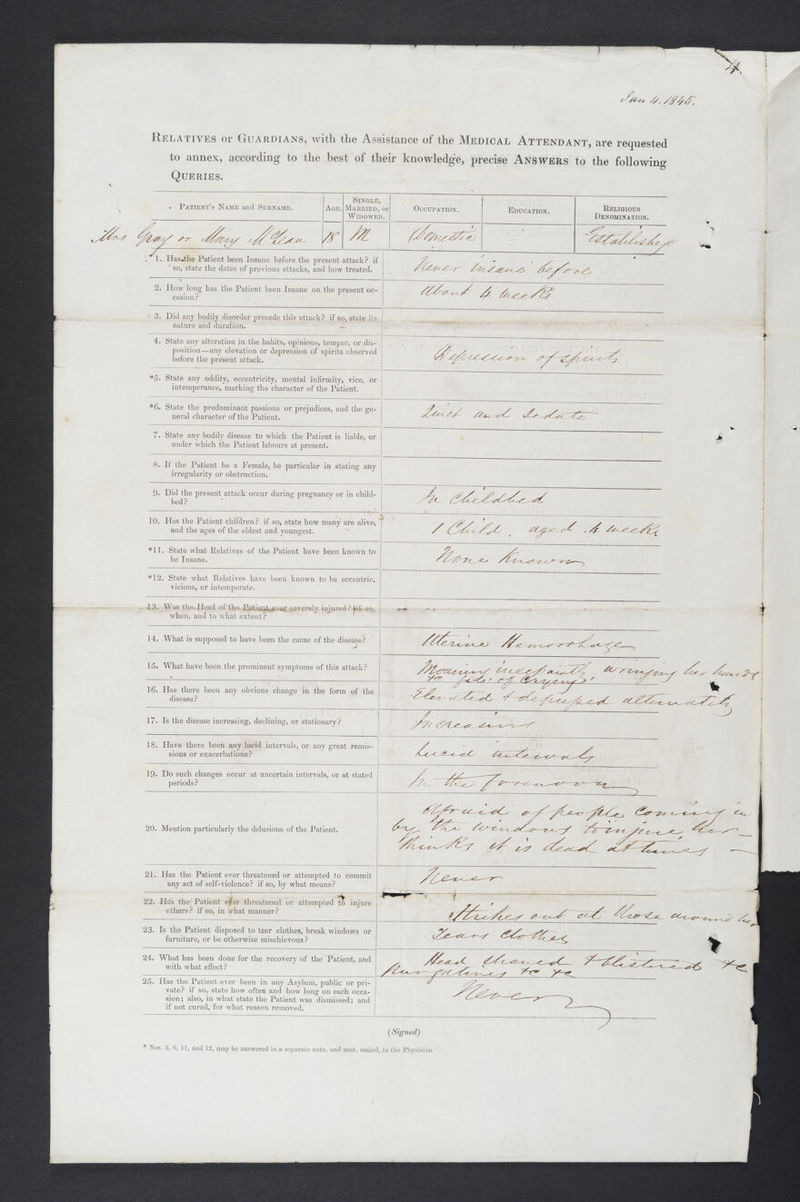 4.
Jan 4. 1845.
RELATIVES or GUARDIANS, with the Assistance of the MEDICAL ATTENDANT, are requested
to annex, according to the best of their knowledge, precise ANSWERS to the following
QUERIES.
PATIENT'S NAME and SURNAME. AGE. SINGLE, MARRIED, or WIDOWED. OCCUPATION. EDUCATION. RELIGIOUS DENOMINATION.
Mrs Gray or Mary McLean 18 M Domestic
1. Has the Patient been Insane before the present attack? if
so, state the dates of previous attacks, and how treated.
Never insane before
2. How long has the Patient been Insane on the present oc-
casion?
About 4 weeks
3. Did any bodily disorder precede this attack? if so, state its
nature and duration.
4. State any alteration in the habits, opinions, temper, or dis-
position—any elevation or depression of spirits observed
before the present attack.
Depression of spirits
*5. State any oddity, eccentricity, mental infirmity, vice, or
intemperance, marking the character of the Patient.
*6. State the predominant passions or prejudices, and the ge-
neral character of the Patient.
Quiet and Sedate
7. State any bodily disease to which the Patient is liable, or
under which the Patient labours at present.
8. If the Patient be a Female, be particular in stating any
irregularity or obstruction.
9. Did the present attack occur during pregnancy or in child-
bed?
In Childbed
10. Has the Patient children? if so, state how many are alive,
and the ages of the eldest and youngest.
1 Child. aged 4 weeks
*11. State what Relatives of the Patient have been known to
be Insane.
None known
*12. State what Relatives have been known to be eccentric,
vicious, or intemperate.
13. Was the Head of the Patient ever severely injured? if so,
when, and to what extent?
14. What is supposed to have been the cause of the disease?
Uterine Hemorrhage
15. What have been the prominent symptoms of this attack?
Moaning incessantly wringing her hands
&c fits of Crying
16. Has there been any obvious change in the form of the
disease?
Elevated & depressed alternately
17. Is the disease increasing, declining, or stationary?
Increasing
18. Have there been any lucid intervals, or any great remis-
sions or exacerbations?
Lucid intervals
19. Do such changes occur at uncertain intervals, or at stated
periods?
In the forenoon
20. Mention particularly the delusions of the Patient.
Afraid of people coming in
by the windows to injure her —
thinks it is dead at times —
21. Has the Patient ever threatened or attempted to commit
any act of self-violence? if so, by what means?
Never
22. Has the Patient ever threatened or attempted to injure
others? if so, in what manner?
Strikes out at those around her
23. Is the Patient disposed to tear clothes, break windows or
furniture, or be otherwise mischievous?
Tears Clothes
24. What has been done for the recovery of the Patient, and
with what effect?
Head shaved & blistered &c
Purgatives &c &c
25. Has the Patient ever been in any Asylum, public or pri-
vate? if so, state how often and how long on each occa-
sion; also, in what state the Patient was dismissed; and
if not cured, for what reason removed.
Never
(Signed)
* Nos. 5, 6, 11, and 12, may be answered in a separate note, and sent, sealed, to the Physician.